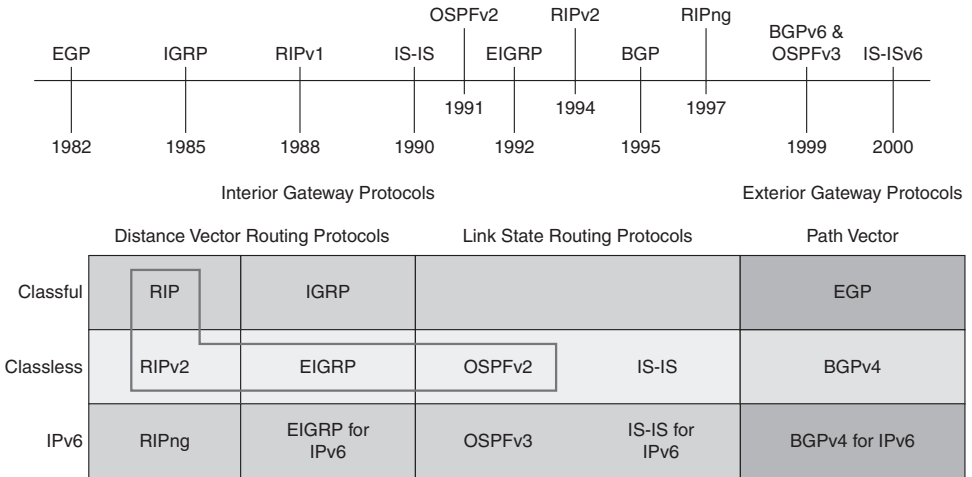 OSPFv2 RIPv2 RIPng
EGP IGRP RIPv1 IS-IS EIGRP BGP BGPv6 &
OSPFv3 IS-ISv6
1991 1994 1997
1982 1985 1988 1990 1992 1995 1999 2000
Interior Gateway Protocols Exterior Gateway Protocols
Distance Vector Routing Protocols Link State Routing Protocols Path Vector
Classful RIP IGRP EGP
Classless RIPv2 EIGRP OSPFv2 IS-IS BGPv4
IPv6 RIPng EIGRP for
IPv6 OSPFv3 IS-IS for
IPv6 BGPv4 for IPv6